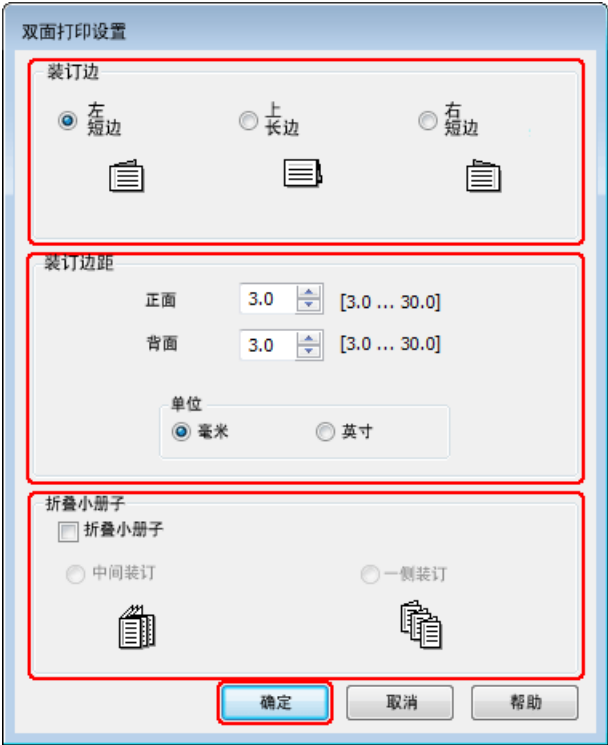 双面打印设置
装订边
左
短边
上
长边
右
短边
装订边距
正面 3.0 [3.0 ... 30.0]
背面 3.0 [3.0 ... 30.0]
单位
毫米 英寸
折叠小册子
折叠小册子
中间装订 一侧装订
确定 取消 帮助